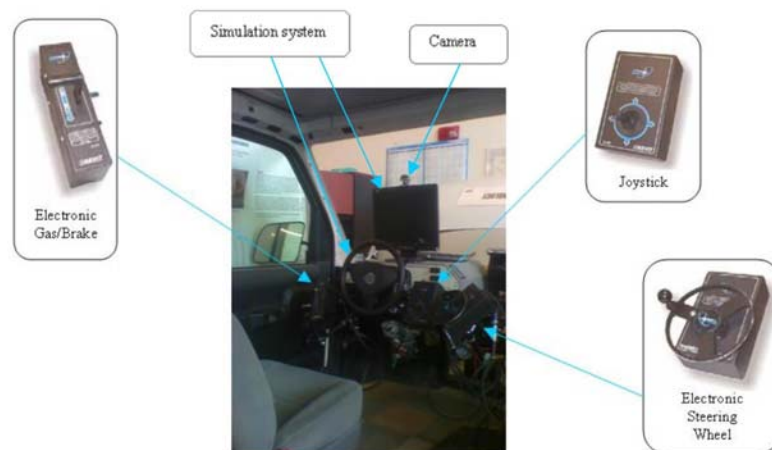 Simulation system
Camera
Electronic
Gas/Brake
Joystick
Electronic
Steering
Wheel